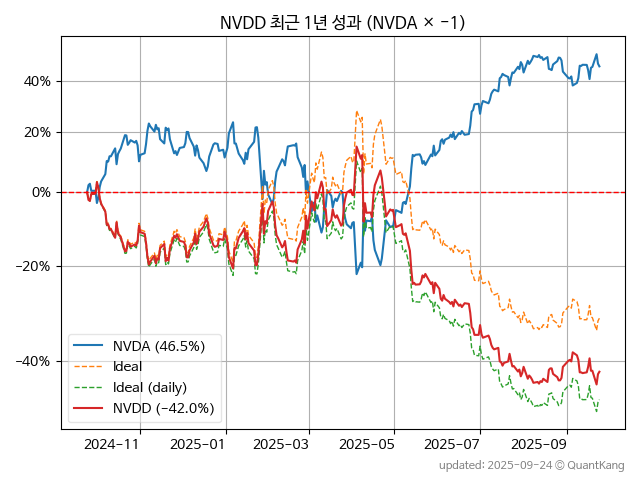 NVDD 최근 1년 성과 (NVDA × −1)
40%
20%
0%
−20%
−40%
NVDA (46.5%)
Ideal
Ideal (daily)
NVDD (−42.0%)
2024-11
2025-01
2025-03
2025-05
2025-07
2025-09
updated: 2025-09-24 © QuantKang